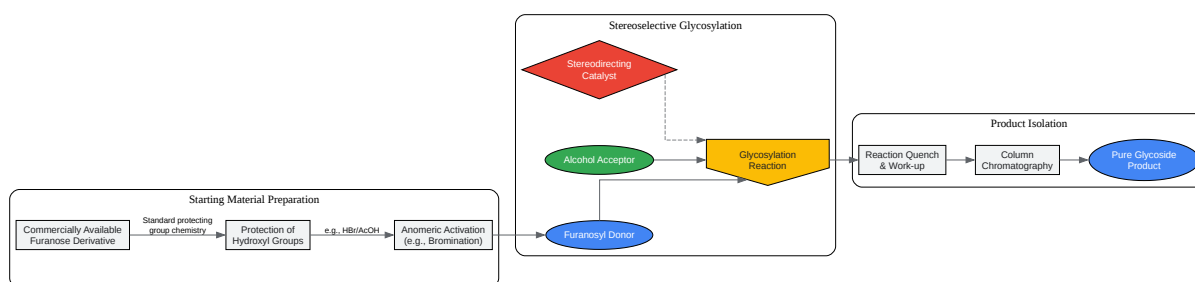 Stereoselective Glycosylation
Stereodirecting
Catalyst
Alcohol Acceptor
Glycosylation
Reaction
Furanosyl Donor
Product Isolation
Reaction Quench
& Work-up
Column
Chromatography
Pure Glycoside
Product
Starting Material Preparation
Commercially Available
Furanose Derivative
Standard protecting
group chemistry
Protection of
Hydroxyl Groups
e.g., HBr/AcOH
Anomeric Activation
(e.g., Bromination)